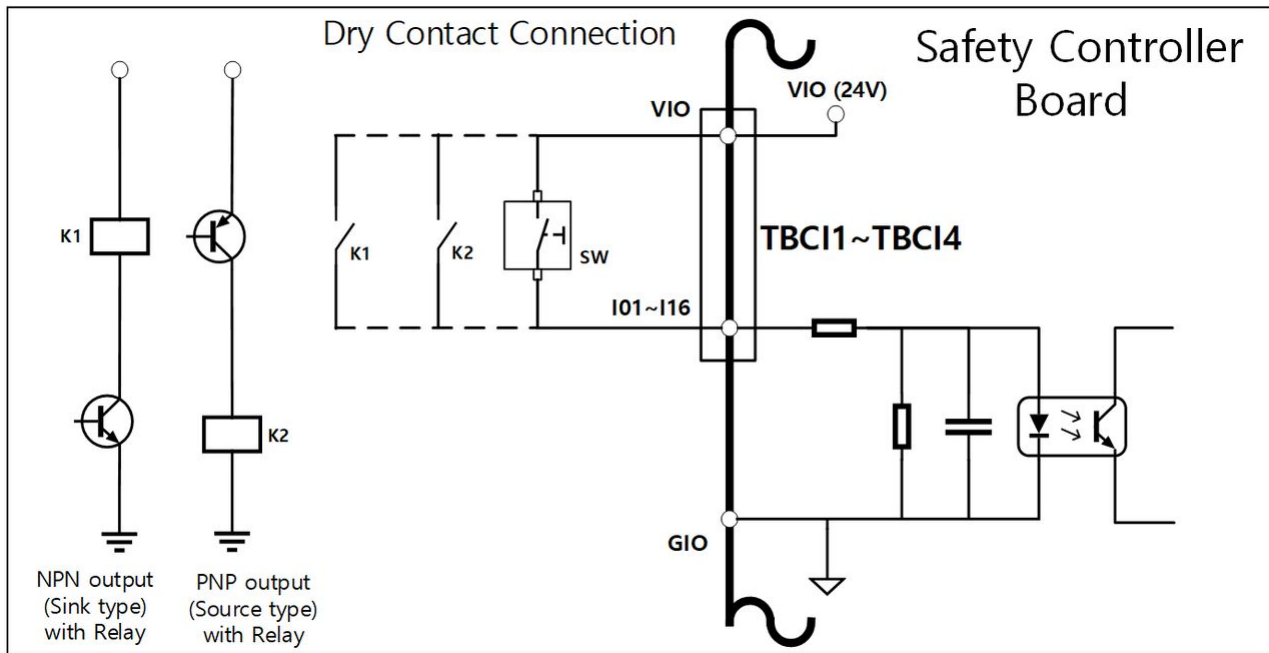 Dry Contact Connection
Safety Controller
Board
VIO
VIO (24V)
K1
K1
K2
SW
TBCI1~TBCI4
I01~I16
K2
GIO
NPN output
(Sink type)
with Relay
PNP output
(Source type)
with Relay